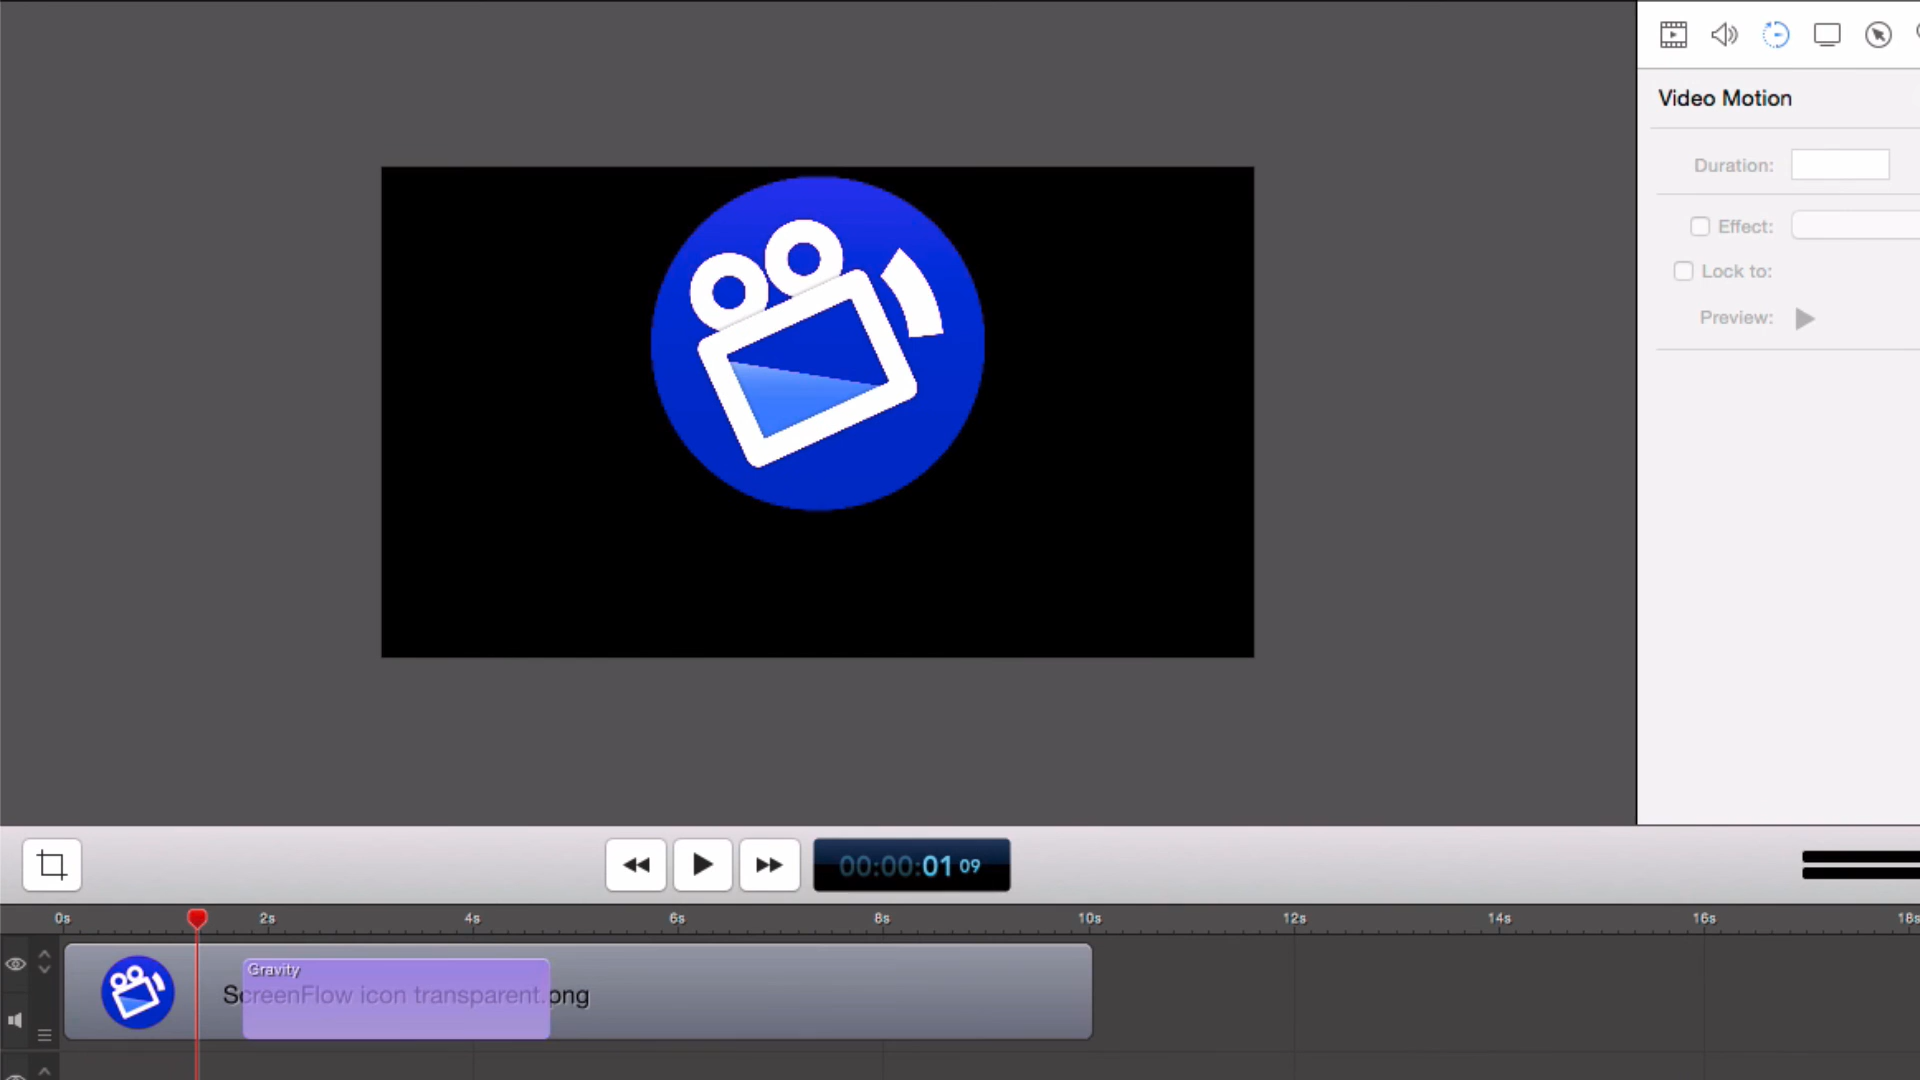 Video Motion
Duration:
Effect:
Lock to:
Preview:
00:00:01 09
0s 2s 4s 6s 8s 10s 12s 14s 16s 18s
Gravity
ScreenFlow icon transparent.png